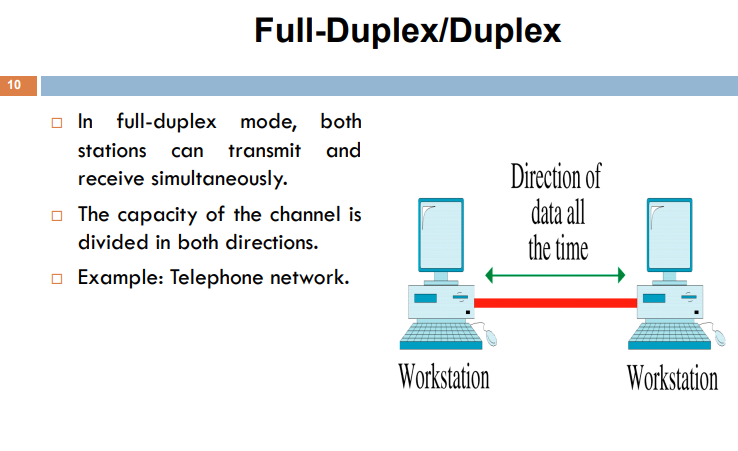 Full-Duplex/Duplex
10
□ In full-duplex mode, both
stations can transmit and
receive simultaneously.
□ The capacity of the channel is
divided in both directions.
□ Example: Telephone network.
Direction of
data all
the time
Workstation
Workstation